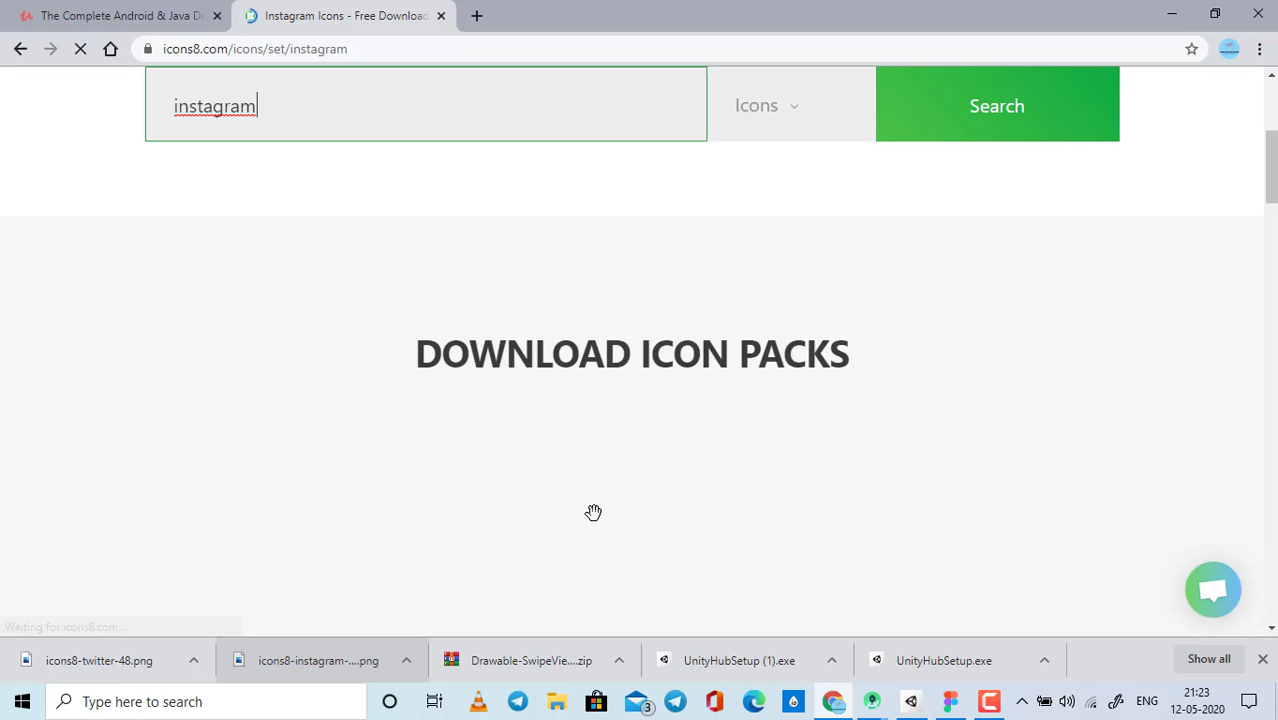 The Complete Android & Java De
Instagram Icons - Free Download
icons8.com/icons/set/instagram
instagram
Icons
Search
DOWNLOAD ICON PACKS
Waiting for icons8.com...
icons8-twitter-48.png
icons8-instagram-....png
Drawable-SwipeVie....zip
UnityHubSetup (1).exe
UnityHubSetup.exe
Show all
Type here to search
3
ENG
21:23
12-05-2020